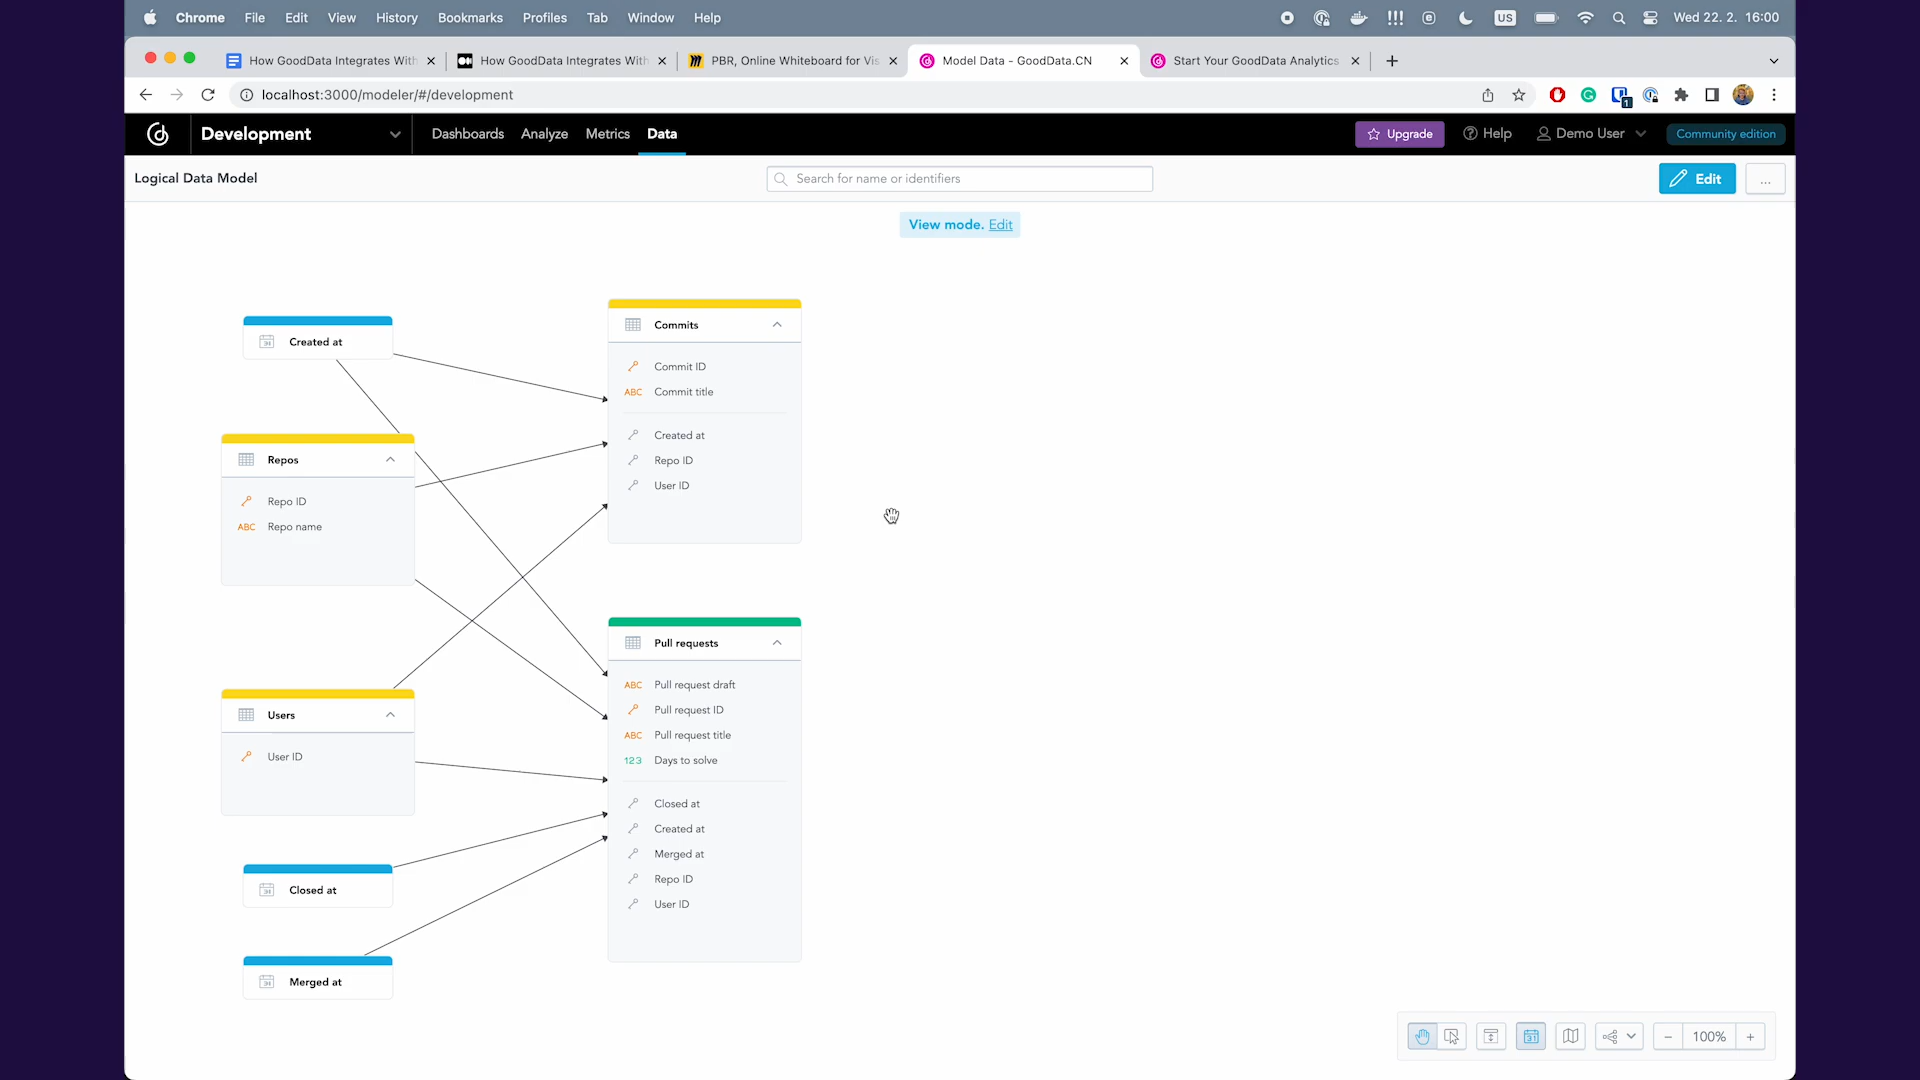 Chrome File Edit View History Bookmarks Profiles Tab Window Help
US Wed 22. 2. 16:00
How GoodData Integrates With
How GoodData Integrates With
PBR, Online Whiteboard for Vis
Model Data - GoodData.CN
Start Your GoodData Analytics
localhost:3000/modeler/#/development
1
Development
Dashboards Analyze Metrics Data
Upgrade
Help
Demo User
Community edition
Logical Data Model
Search for name or identifiers
Edit
...
View mode. Edit
31 Created at
Repos
Repo ID
ABC Repo name
Users
User ID
31 Closed at
31 Merged at
Commits
Commit ID
ABC Commit title
Created at
Repo ID
User ID
Pull requests
ABC Pull request draft
Pull request ID
ABC Pull request title
123 Days to solve
Closed at
Created at
Merged at
Repo ID
User ID
31
100%